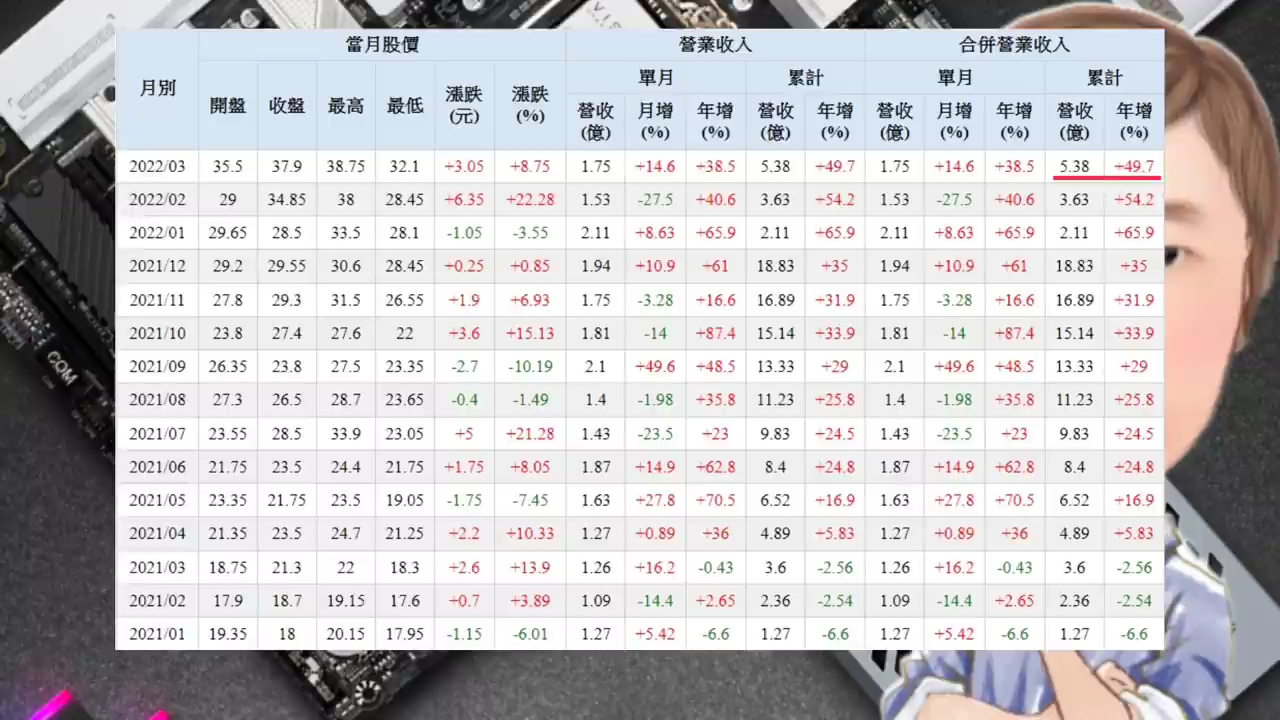 當月股價 營業收入 合併營業收入
月別 單月 累計 單月 累計
開盤 收盤 最高 最低 漲跌(元) 漲跌(%) 營收(億) 月增(%) 年增(%) 營收(億) 年增(%) 營收(億) 月增(%) 年增(%) 營收(億) 年增(%)
2022/03 35.5 37.9 38.75 32.1 +3.05 +8.75 1.75 +14.6 +38.5 5.38 +49.7 1.75 +14.6 +38.5 5.38 +49.7
2022/02 29 34.85 38 28.45 +6.35 +22.28 1.53 -27.5 +40.6 3.63 +54.2 1.53 -27.5 +40.6 3.63 +54.2
2022/01 29.65 28.5 33.5 28.1 -1.05 -3.55 2.11 +8.63 +65.9 2.11 +65.9 2.11 +8.63 +65.9 2.11 +65.9
2021/12 29.2 29.55 30.6 28.45 +0.25 +0.85 1.94 +10.9 +61 18.83 +35 1.94 +10.9 +61 18.83 +35
2021/11 27.8 29.3 31.5 26.55 +1.9 +6.93 1.75 -3.28 +16.6 16.89 +31.9 1.75 -3.28 +16.6 16.89 +31.9
2021/10 23.8 27.4 27.6 22 +3.6 +15.13 1.81 -14 +87.4 15.14 +33.9 1.81 -14 +87.4 15.14 +33.9
2021/09 26.35 23.8 27.5 23.35 -2.7 -10.19 2.1 +49.6 +48.5 13.33 +29 2.1 +49.6 +48.5 13.33 +29
2021/08 27.3 26.5 28.7 23.65 -0.4 -1.49 1.4 -1.98 +35.8 11.23 +25.8 1.4 -1.98 +35.8 11.23 +25.8
2021/07 23.55 28.5 33.9 23.05 +5 +21.28 1.43 -23.5 +23 9.83 +24.5 1.43 -23.5 +23 9.83 +24.5
2021/06 21.75 23.5 24.4 21.75 +1.75 +8.05 1.87 +14.9 +62.8 8.4 +24.8 1.87 +14.9 +62.8 8.4 +24.8
2021/05 23.35 21.75 23.5 19.05 -1.75 -7.45 1.63 +27.8 +70.5 6.52 +16.9 1.63 +27.8 +70.5 6.52 +16.9
2021/04 21.35 23.5 24.7 21.25 +2.2 +10.33 1.27 +0.89 +36 4.89 +5.83 1.27 +0.89 +36 4.89 +5.83
2021/03 18.75 21.3 22 18.3 +2.6 +13.9 1.26 +16.2 -0.43 3.6 -2.56 1.26 +16.2 -0.43 3.6 -2.56
2021/02 17.9 18.7 19.15 17.6 +0.7 +3.89 1.09 -14.4 +2.65 2.36 -2.54 1.09 -14.4 +2.65 2.36 -2.54
2021/01 19.35 18 20.15 17.95 -1.15 -6.01 1.27 +5.42 -6.6 1.27 -6.6 1.27 +5.42 -6.6 1.27 -6.6
COM